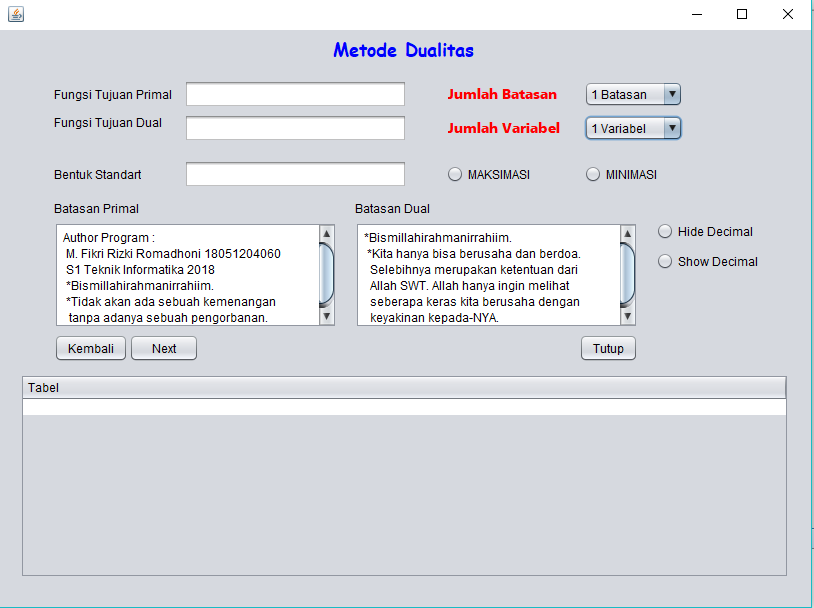 Metode Dualitas
Fungsi Tujuan Primal
Jumlah Batasan
1 Batasan
Fungsi Tujuan Dual
Jumlah Variabel
1 Variabel
Bentuk Standart
MAKSIMASI
MINIMASI
Batasan Primal
Batasan Dual
Author Program :
M. Fikri Rizki Romadhoni 18051204060
S1 Teknik Informatika 2018
*Bismillahirahmanirrahiim.
*Tidak akan ada sebuah kemenangan
tanpa adanya sebuah pengorbanan.
*Bismillahirahmanirrahiim.
*Kita hanya bisa berusaha dan berdoa.
Selebihnya merupakan ketentuan dari
Allah SWT. Allah hanya ingin melihat
seberapa keras kita berusaha dengan
keyakinan kepada-NYA.
Hide Decimal
Show Decimal
Kembali
Next
Tutup
Tabel